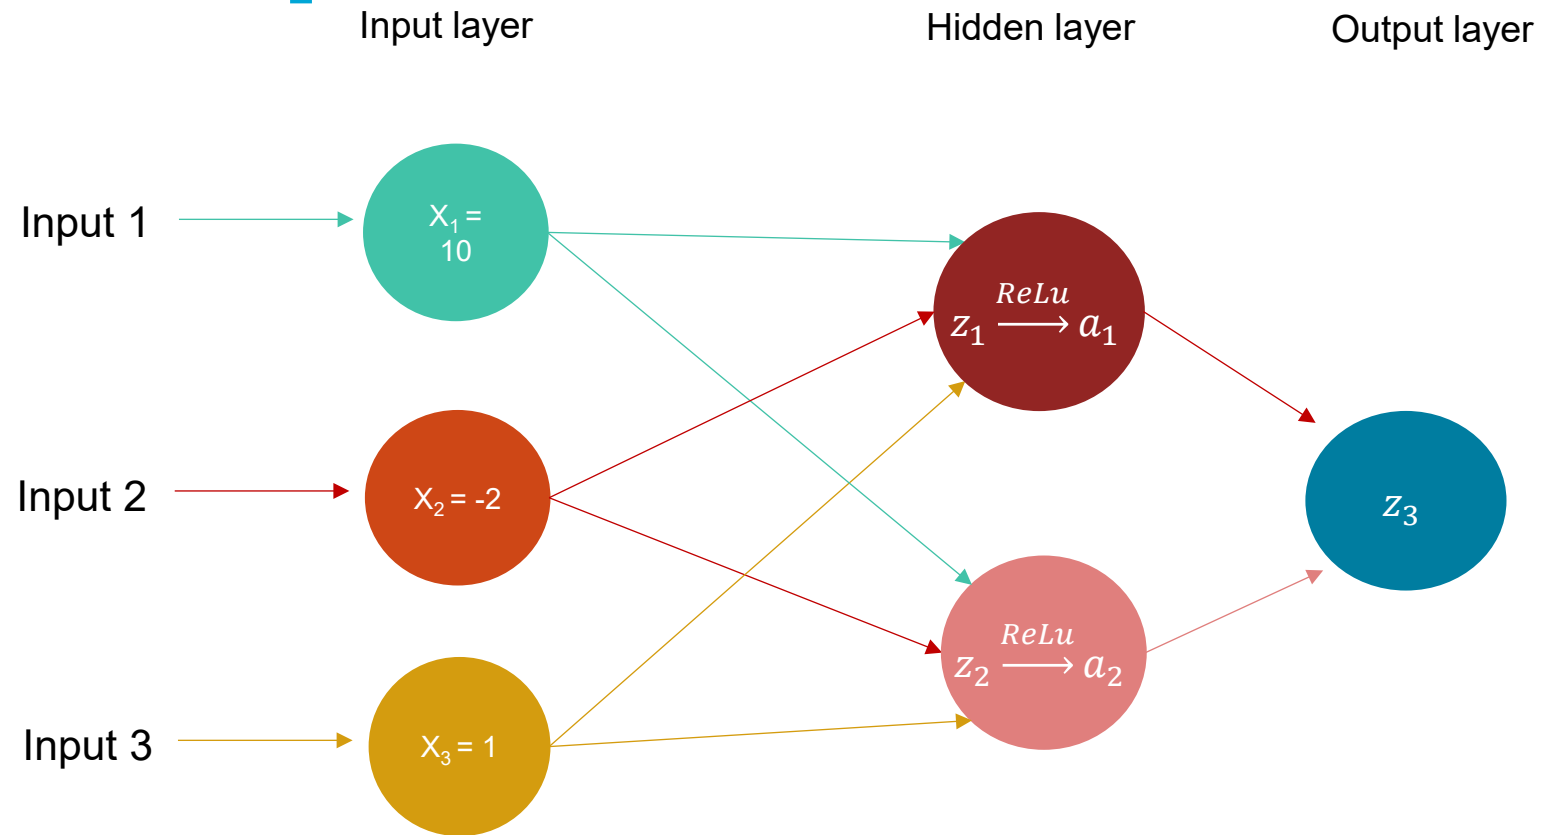 Input layer
Hidden layer
Output layer
Input 1
X₁ =
10
ReLu
z₁ ⟶ a₁
Input 2
X₂ = -2
z₃
ReLu
z₂ ⟶ a₂
Input 3
X₃ = 1